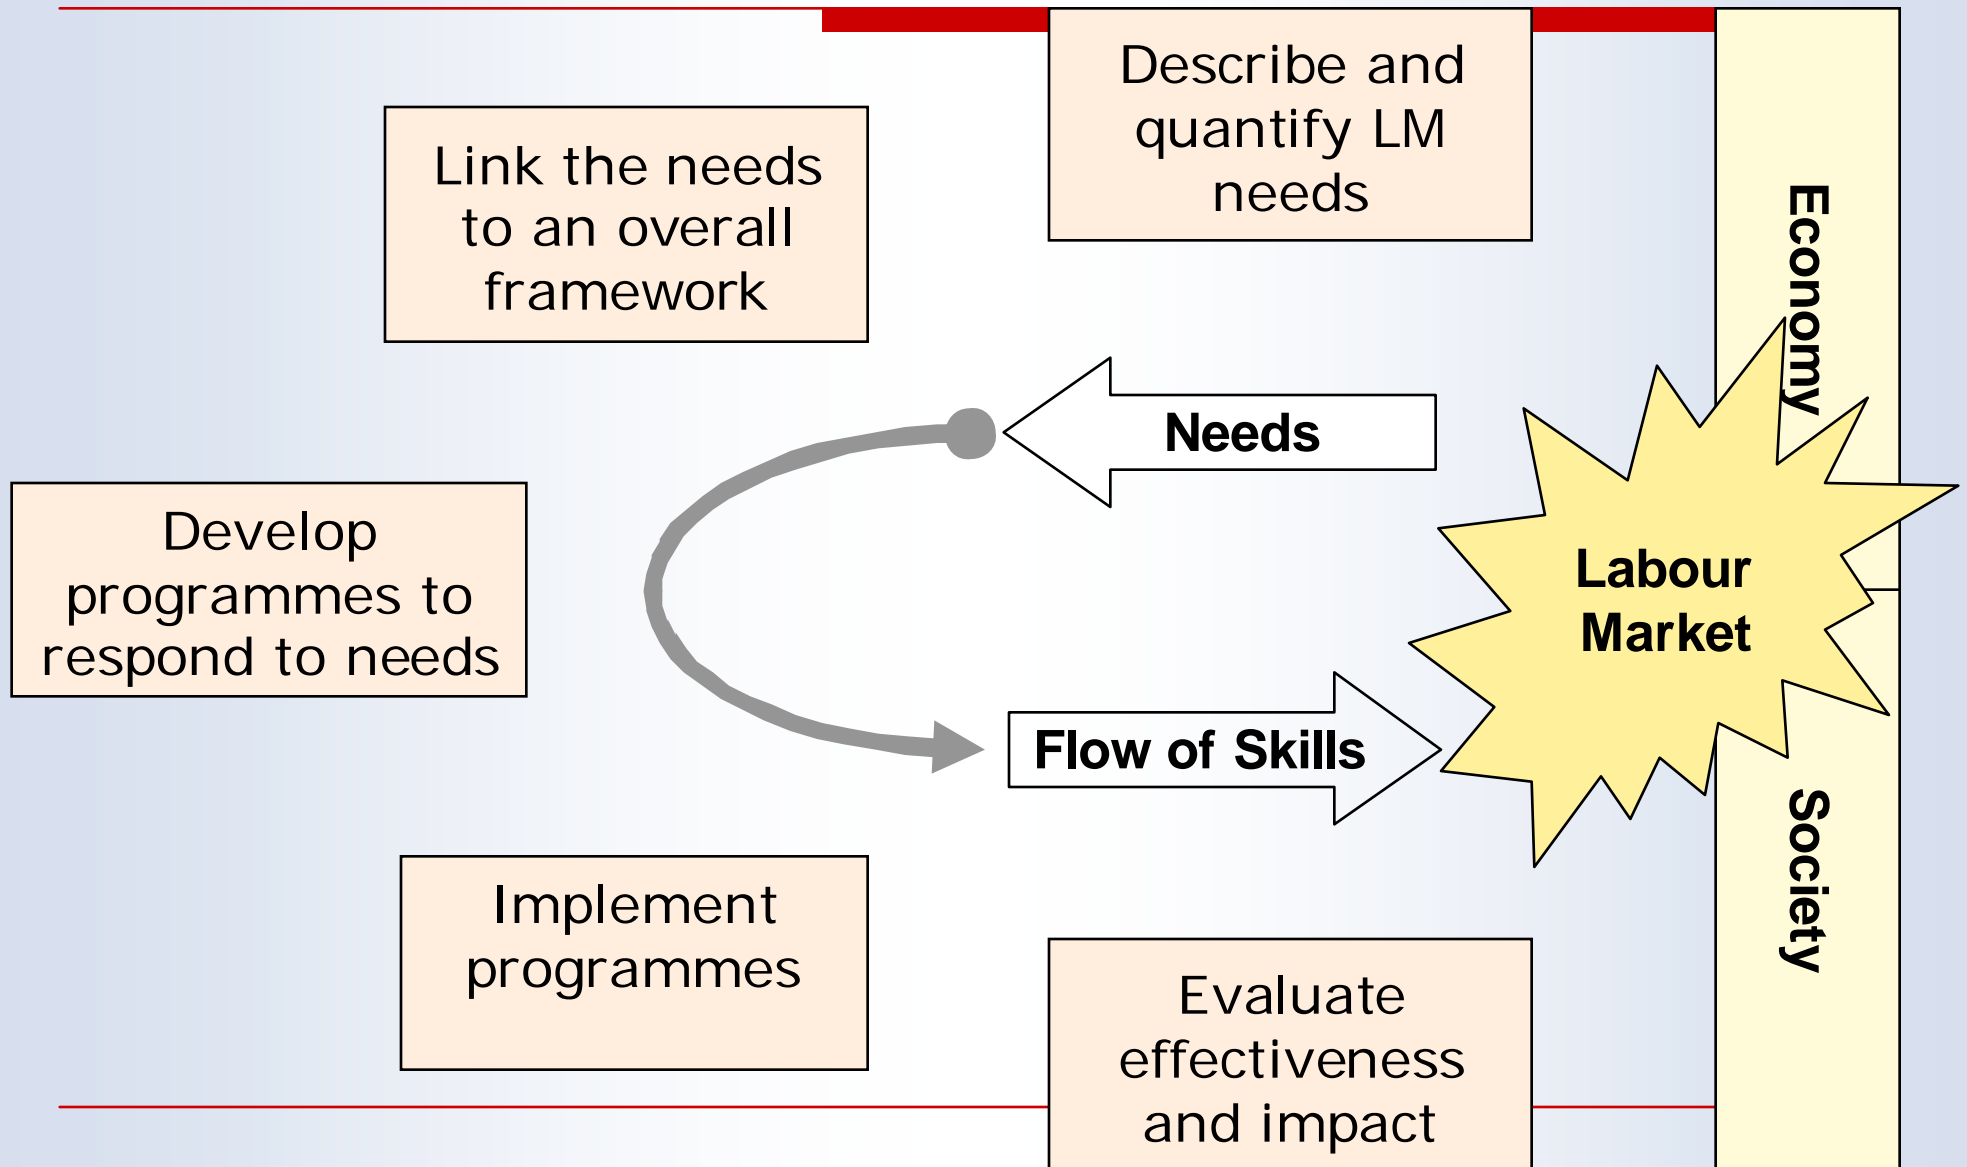 Describe and
quantify LM
needs
Link the needs
to an overall
framework
Economy
Needs
Develop
programmes to
respond to needs
Labour
Market
Flow of Skills
Society
Implement
programmes
Evaluate
effectiveness
and impact